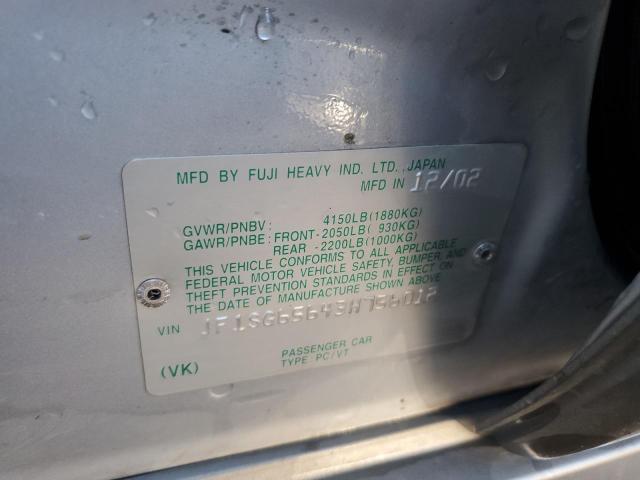 MFD BY FUJI HEAVY IND. LTD., JAPAN
MFD IN 12/02
GVWR/PNBV: 4150LB(1880KG)
GAWR/PNBE: FRONT-2050LB( 930KG)
REAR -2200LB(1000KG)
THIS VEHICLE CONFORMS TO ALL APPLICABLE
FEDERAL MOTOR VEHICLE SAFETY, BUMPER, AND
THEFT PREVENTION STANDARDS IN EFFECT ON
THE DATE OF MANUFACTURE SHOWN ABOVE
VIN JF1SG65643H756012
PASSENGER CAR
(VK) TYPE PC/VT